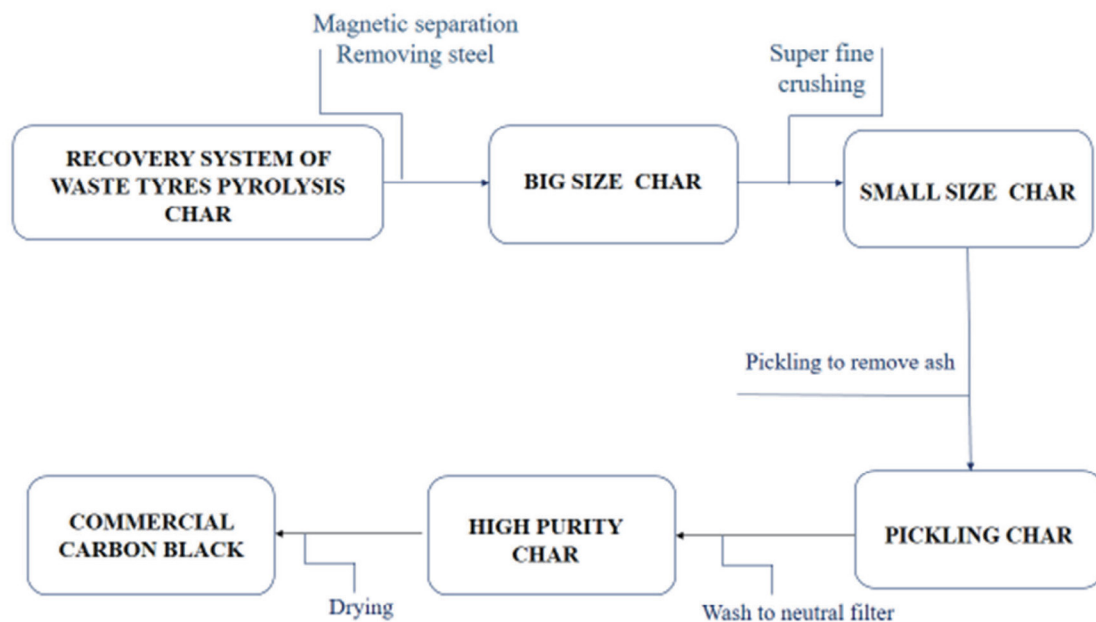 Magnetic separation
Removing steel
Super fine
crushing
RECOVERY SYSTEM OF
WASTE TYRES PYROLYSIS
CHAR
BIG SIZE CHAR
SMALL SIZE CHAR
Pickling to remove ash
COMMERCIAL
CARBON BLACK
HIGH PURITY
CHAR
PICKLING CHAR
Drying
Wash to neutral filter